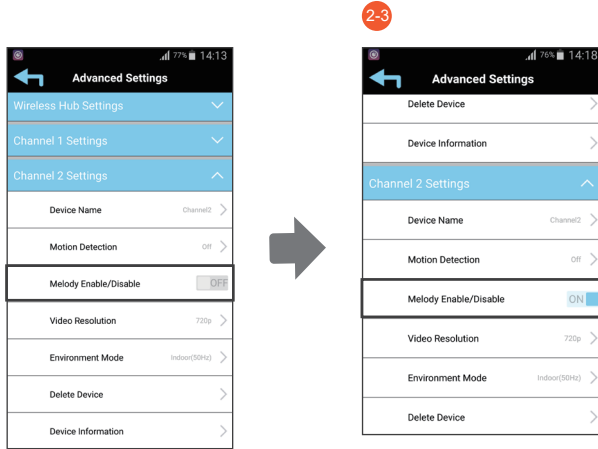 2-3
77% 14:13
Advanced Settings
Wireless Hub Settings
Channel 1 Settings
Channel 2 Settings
Device Name Channel2
Motion Detection Off
Melody Enable/Disable OFF
Video Resolution 720p
Environment Mode Indoor(50Hz)
Delete Device
Device Information
76% 14:18
Advanced Settings
Delete Device
Device Information
Channel 2 Settings
Device Name Channel2
Motion Detection Off
Melody Enable/Disable ON
Video Resolution 720p
Environment Mode Indoor(50Hz)
Delete Device